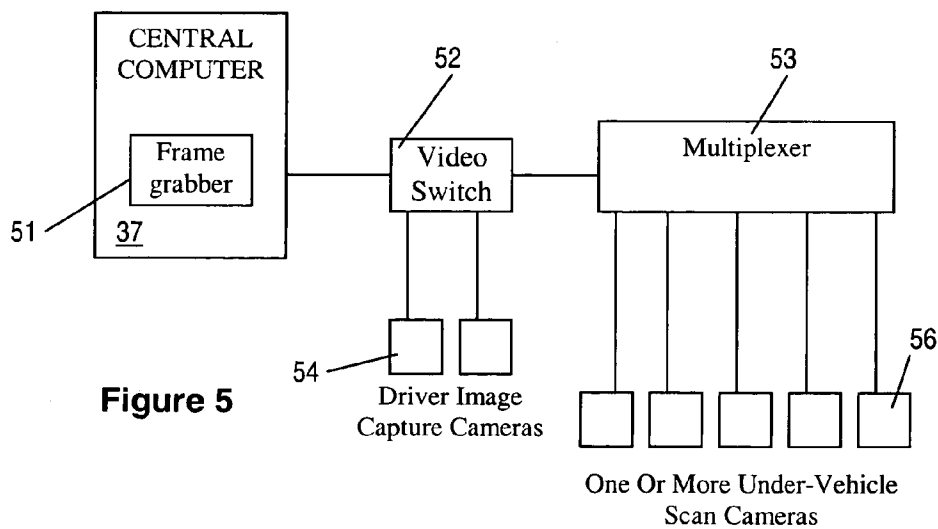 CENTRAL
COMPUTER
Frame
grabber
51
37
52
Video
Switch
53
Multiplexer
54
Driver Image
Capture Cameras
56
One Or More Under-Vehicle
Scan Cameras
Figure 5